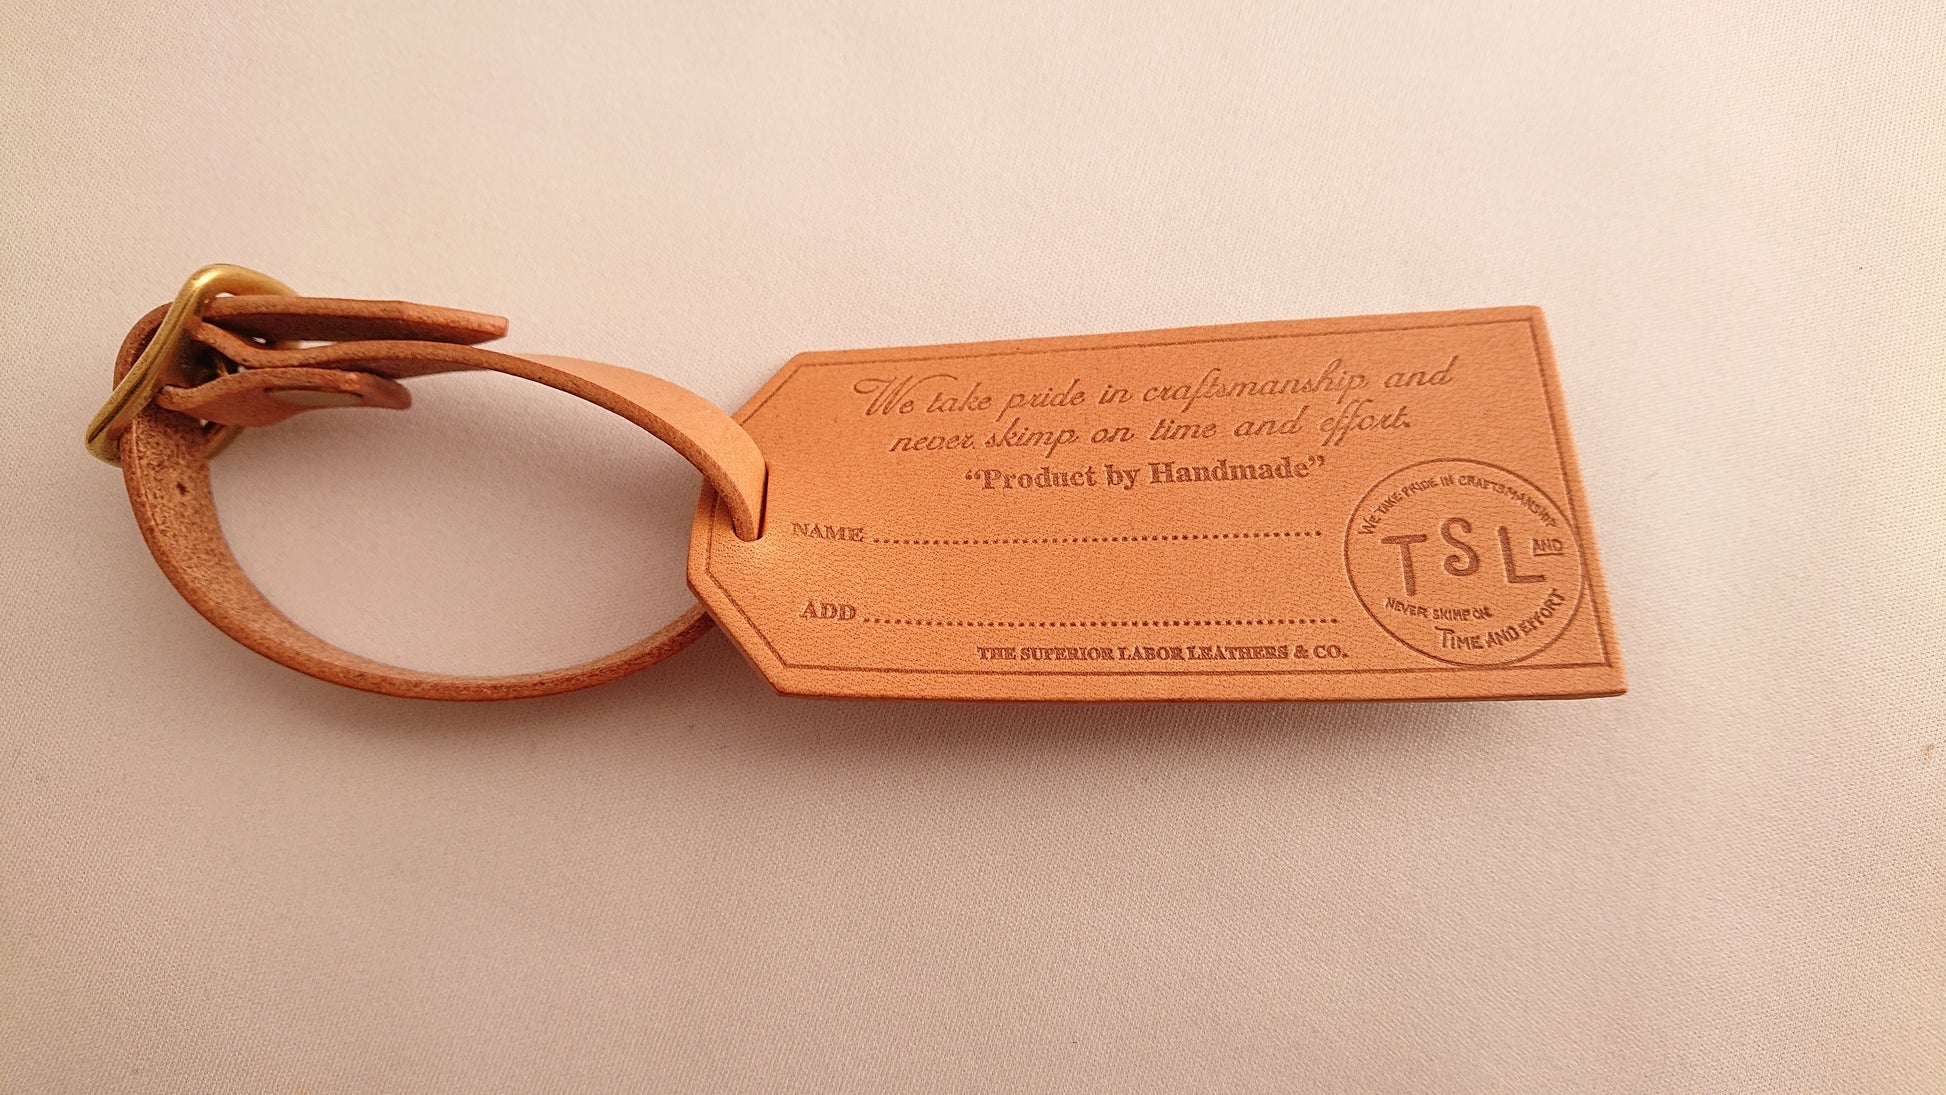 We take pride in craftsmanship and
never skimp on time and effort.
“Product by Handmade”
NAME
ADD
THE SUPERIOR LABOR LEATHERS & CO.
WE TAKE PRIDE IN CRAFTSMANSHIP
TSL
AND
NEVER SKIMP ON
TIME AND EFFORT